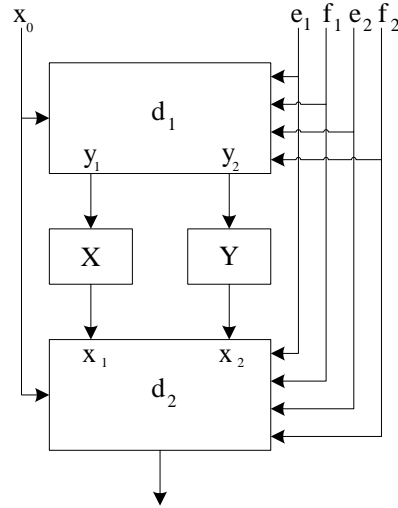 x₀ e₁ f₁ e₂ f₂
d₁
y₁ y₂
X Y
x₁ x₂
d₂